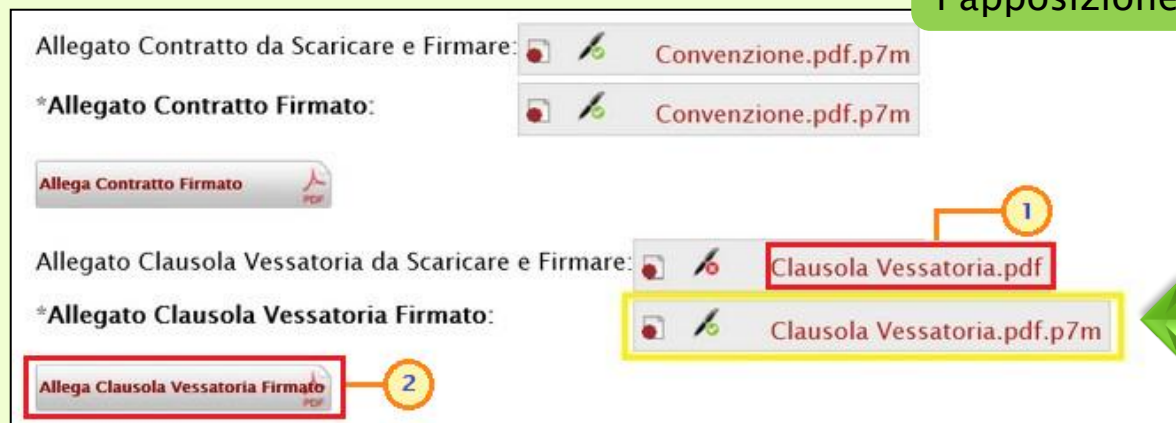 l'apposizione
Allegato Contratto da Scaricare e Firmare: Convenzione.pdf.p7m
*Allegato Contratto Firmato: Convenzione.pdf.p7m
Allega Contratto Firmato PDF
1
Allegato Clausola Vessatoria da Scaricare e Firmare: Clausola Vessatoria.pdf
*Allegato Clausola Vessatoria Firmato: Clausola Vessatoria.pdf.p7m
Allega Clausola Vessatoria Firmato PDF
2